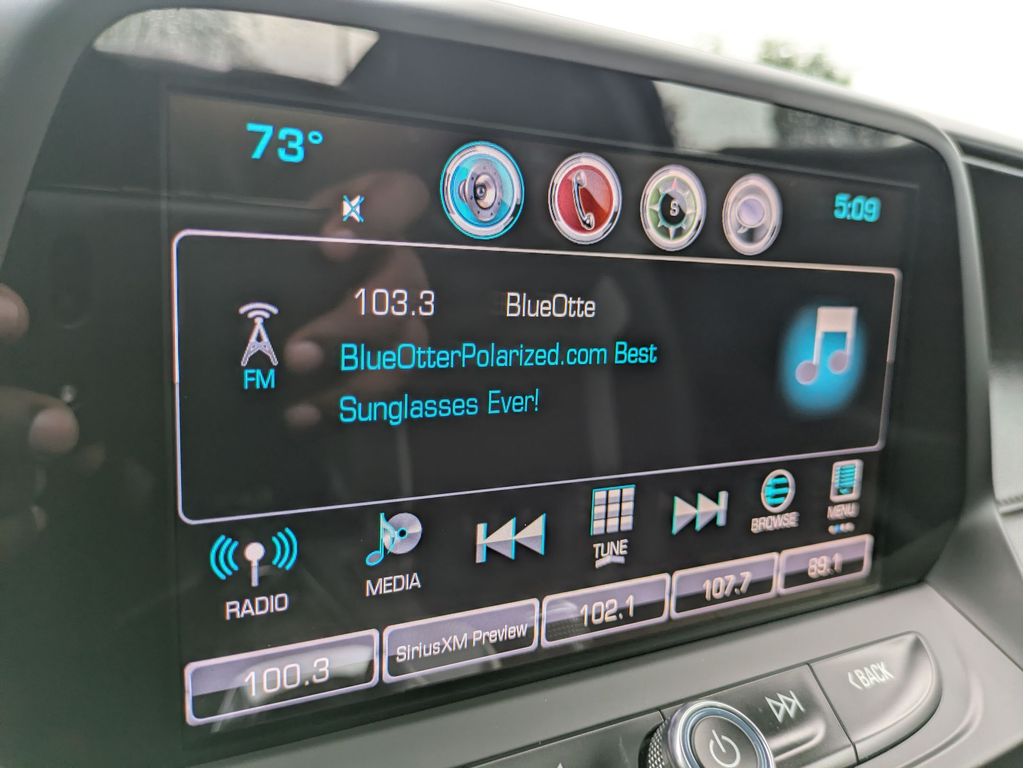 73°
5:09
S
103.3 BlueOtte
FM
BlueOtterPolarized.com Best
Sunglasses Ever!
RADIO
MEDIA
TUNE
BROWSE
MENU
100.3
SiriusXM Preview
102.1
107.7
89.1
BACK